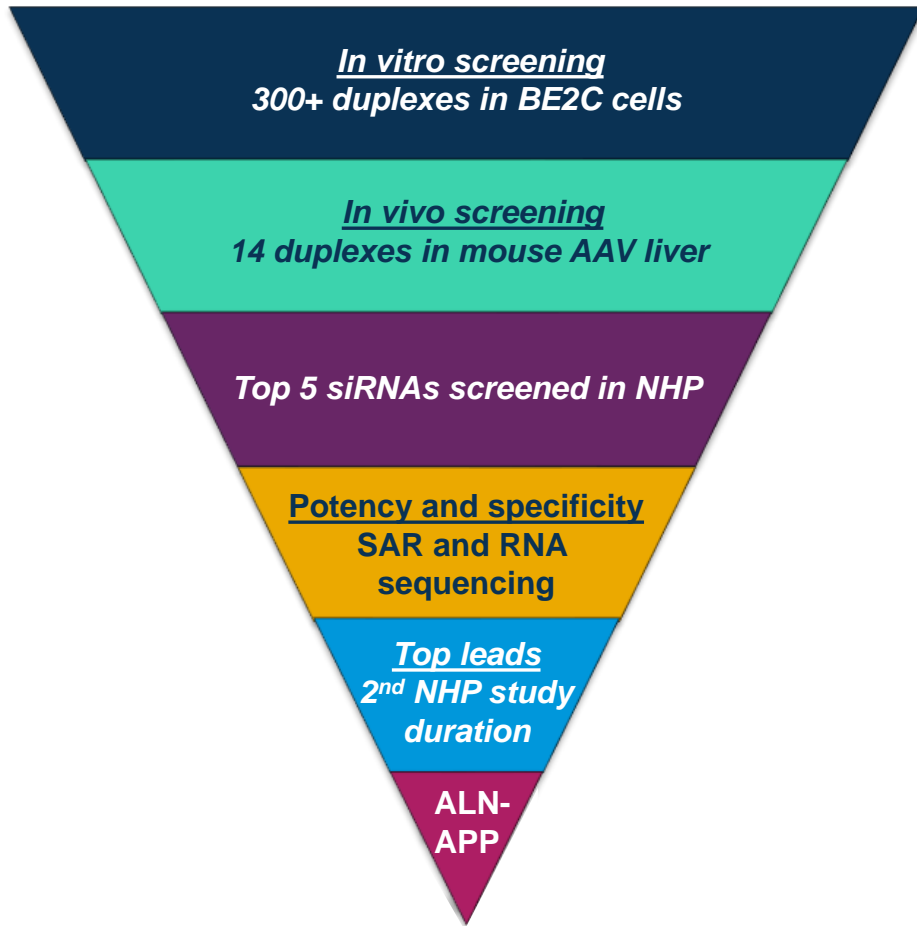 In vitro screening
300+ duplexes in BE2C cells
In vivo screening
14 duplexes in mouse AAV liver
Top 5 siRNAs screened in NHP
Potency and specificity
SAR and RNA
sequencing
Top leads
2nd NHP study
duration
ALN-
APP